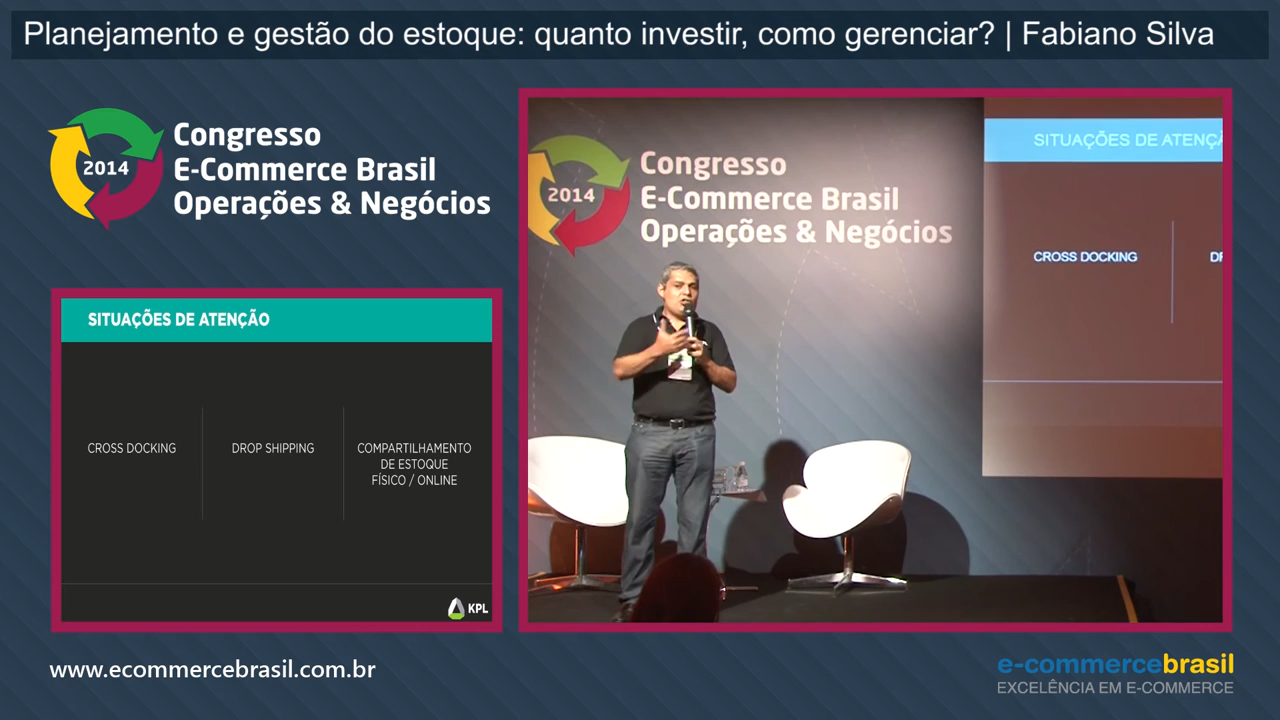 Planejamento e gestão do estoque: quanto investir, como gerenciar? | Fabiano Silva
2014
Congresso
E-Commerce Brasil
Operações & Negócios
SITUAÇÕES DE ATENÇÃO
CROSS DOCKING
DROP SHIPPING
COMPARTILHAMENTO
DE ESTOQUE
FÍSICO / ONLINE
KPL
2014
Congresso
E-Commerce Brasil
Operações & Negócios
SITUAÇÕES DE ATENÇÃ
CROSS DOCKING
DR
www.ecommercebrasil.com.br
e-commercebrasil
EXCELÊNCIA EM E-COMMERCE